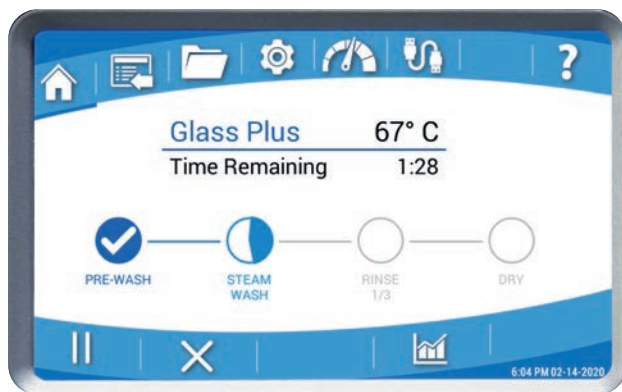 ?
Glass Plus 67° C
Time Remaining 1:28
PRE-WASH
STEAM
WASH
RINSE
1/3
DRY
6:04 PM 02-14-2020